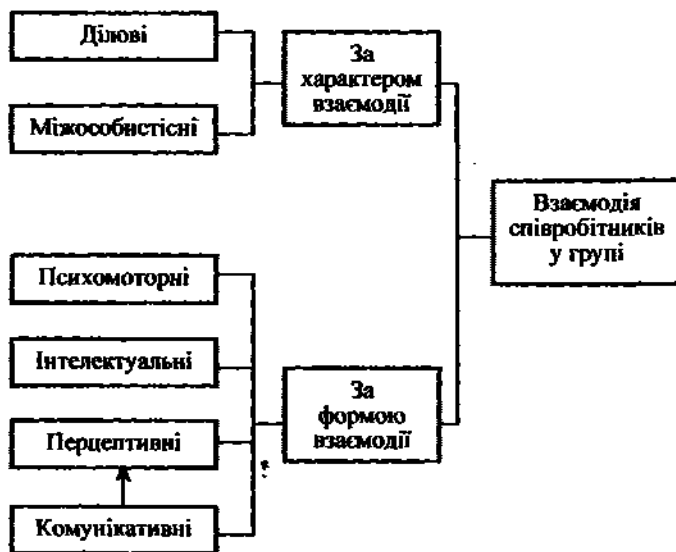 Ділові
Міжособистісні
За
характером
взаємодії
Взаємодія
співробітників
у групі
Психомоторні
Інтелектуальні
Перцептивні
Комунікативні
За
формою
взаємодії